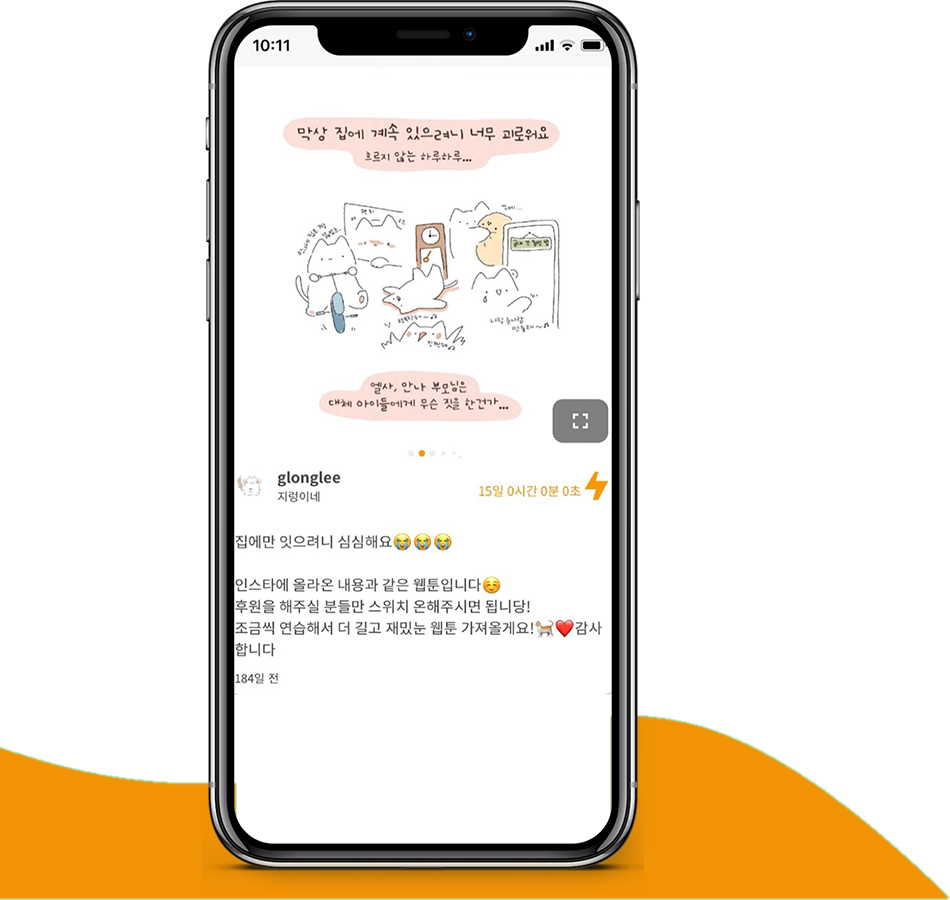 10:11
막상 집에 계속 있으려니 너무 괴로워요
흐르지 않는 하루하루...
엘사, 안나 부모님은
대체 아이들에게 무슨 짓을 한건가...
glonglee
지렁이네
15일 0시간 0분 0초
집에만 잇으려니 심심해요😭😭😭
인스타에 올라온 내용과 같은 웹툰입니다☺️
후원을 해주실 분들만 스위치 온해주시면 됩니당!
조금씩 연습해서 더 길고 재밌눈 웹툰 가져올게요!🐈❤️감사
합니다
184일 전